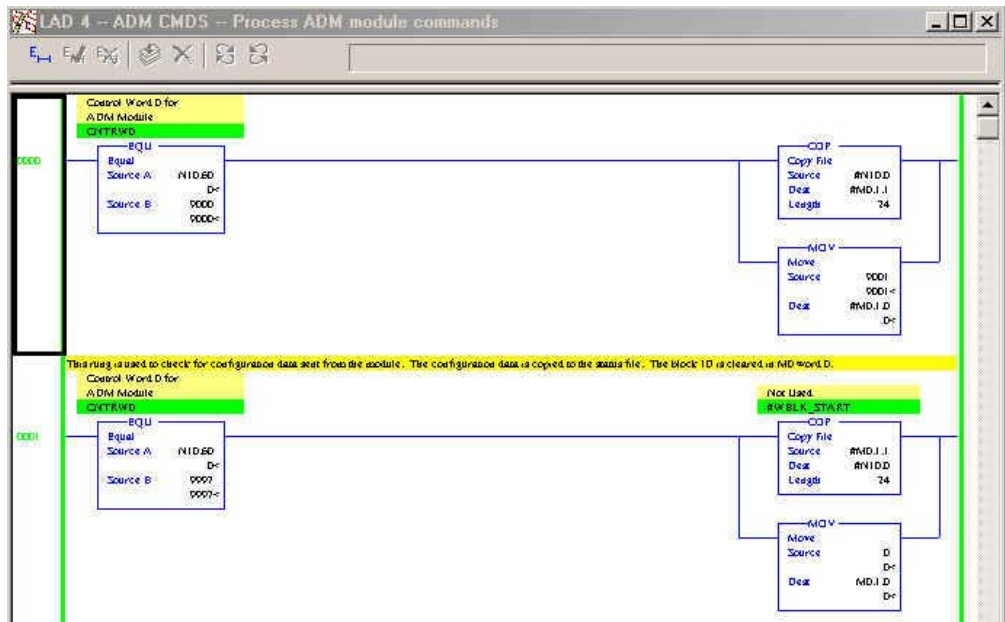 LAD 4 -- ADM CMDS -- Process ADM module commands
Control Word 0 for
ADM Module
CNTRWD
0000
EQU
Equal
Source A N10:60
0<
Source B 9000
9000<
COP
Copy File
Source #N10:0
Dest #M0:1.1
Length 74
MOV
Move
Source 9001
9001<
Dest #M0:1.0
0<
This rung is used to check for configuration data sent from the module. The configuration data is copied to the status file. The block ID is cleared in M0 word 0.
Control Word 0 for
ADM Module
CNTRWD
0001
EQU
Equal
Source A N10:60
0<
Source B 9997
9997<
Not Used
#WBLK_START
COP
Copy File
Source #M0:1.1
Dest #N10:0
Length 74
MOV
Move
Source 0
0<
Dest M0:1.0
0<